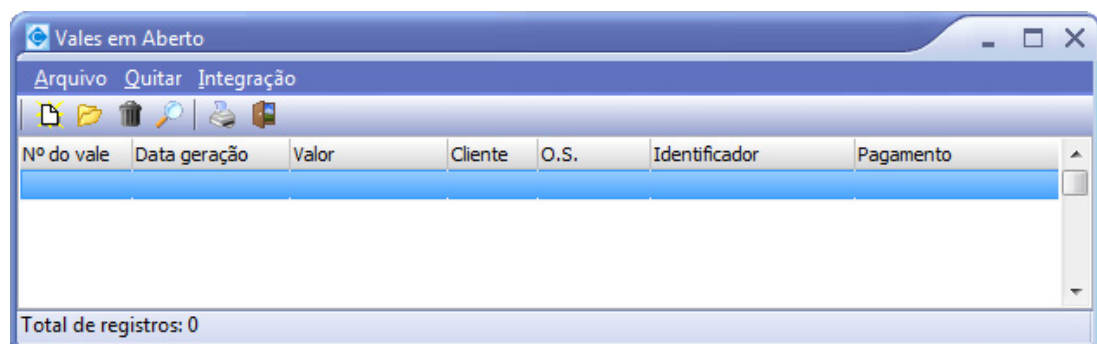 Vales em Aberto
Arquivo Quitar Integração
Nº do vale Data geração Valor Cliente O.S. Identificador Pagamento
Total de registros: 0